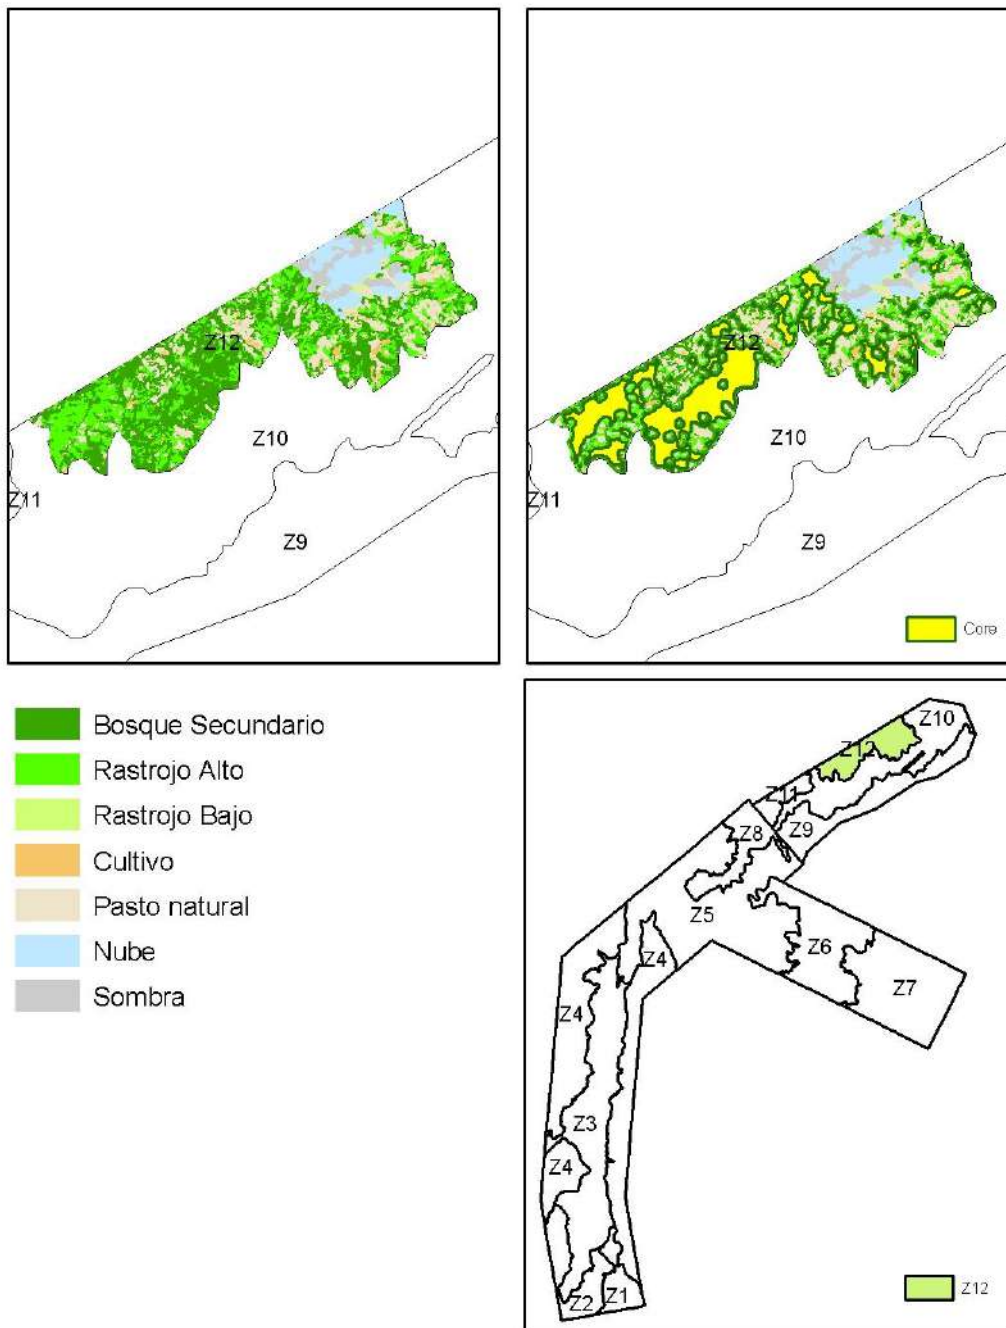 Z12
Z10
Z11
Z9
Z12
Z10
Z11
Z9
Core
Bosque Secundario
Rastrojo Alto
Rastrojo Bajo
Cultivo
Pasto natural
Nube
Sombra
Z10
Z12
Z11
Z8
Z9
Z5
Z6
Z4
Z7
Z4
Z3
Z4
Z2
Z1
Z12